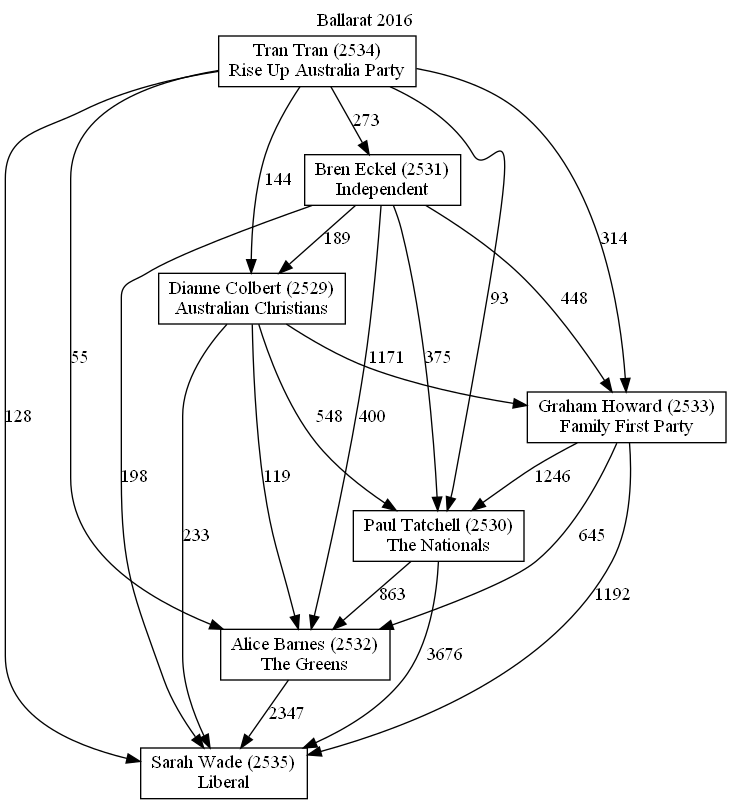 Ballarat 2016
Tran Tran (2534)
Rise Up Australia Party
273
Bren Eckel (2531)
Independent
144
189
314
93
448
Dianne Colbert (2529)
Australian Christians
128
55
1171
375
548
400
Graham Howard (2533)
Family First Party
198
119
1246
233
Paul Tatchell (2530)
The Nationals
645
863
1192
Alice Barnes (2532)
The Greens
3676
2347
Sarah Wade (2535)
Liberal